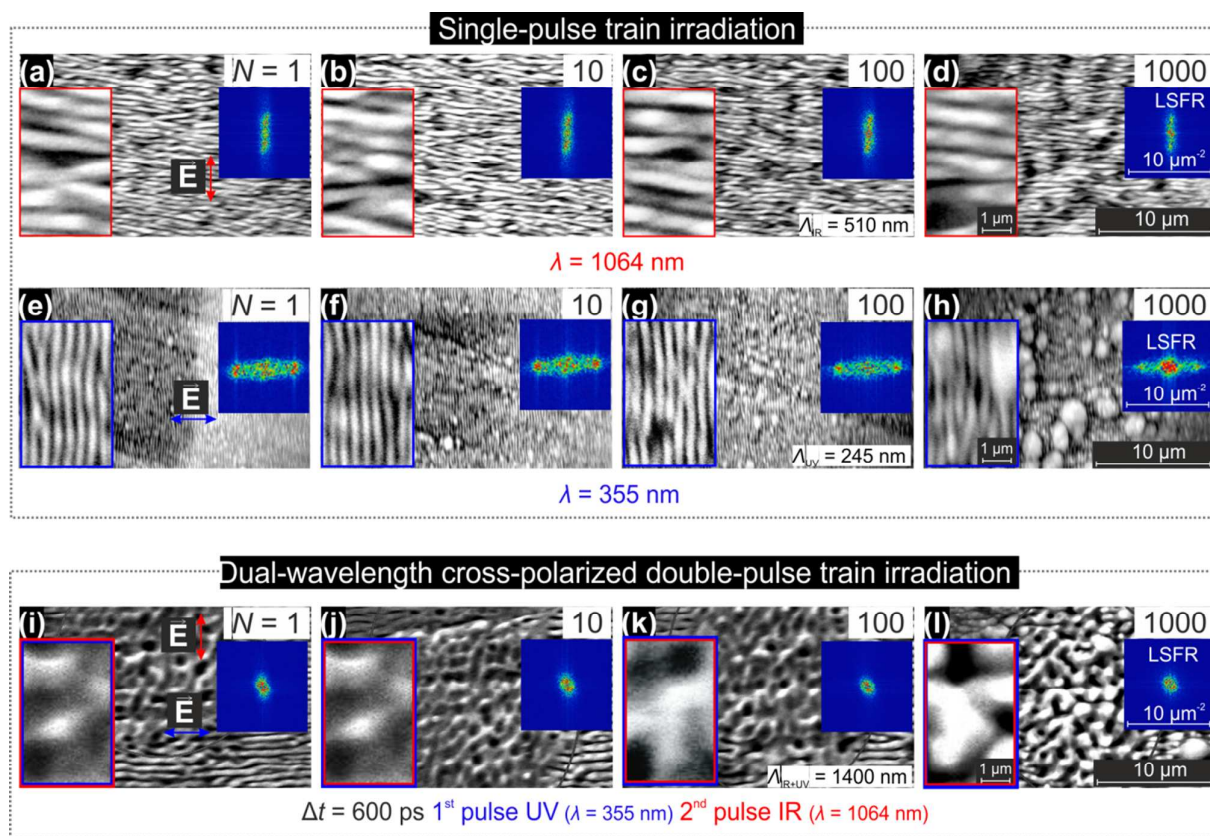 Single-pulse train irradiation
(a) N = 1 (b) 10 (c) 100 (d) 1000
LSFR
E
10 µm⁻²
Λ_IR = 510 nm 1 µm 10 µm
λ = 1064 nm
(e) N = 1 (f) 10 (g) 100 (h) 1000
LSFR
E
10 µm⁻²
Λ_UV = 245 nm 1 µm 10 µm
λ = 355 nm
Dual-wavelength cross-polarized double-pulse train irradiation
(i) E N = 1 (j) 10 (k) 100 (l) 1000
LSFR
E
10 µm⁻²
Λ_IR+UV = 1400 nm 1 µm 10 µm
Δt = 600 ps 1st pulse UV (λ = 355 nm) 2nd pulse IR (λ = 1064 nm)